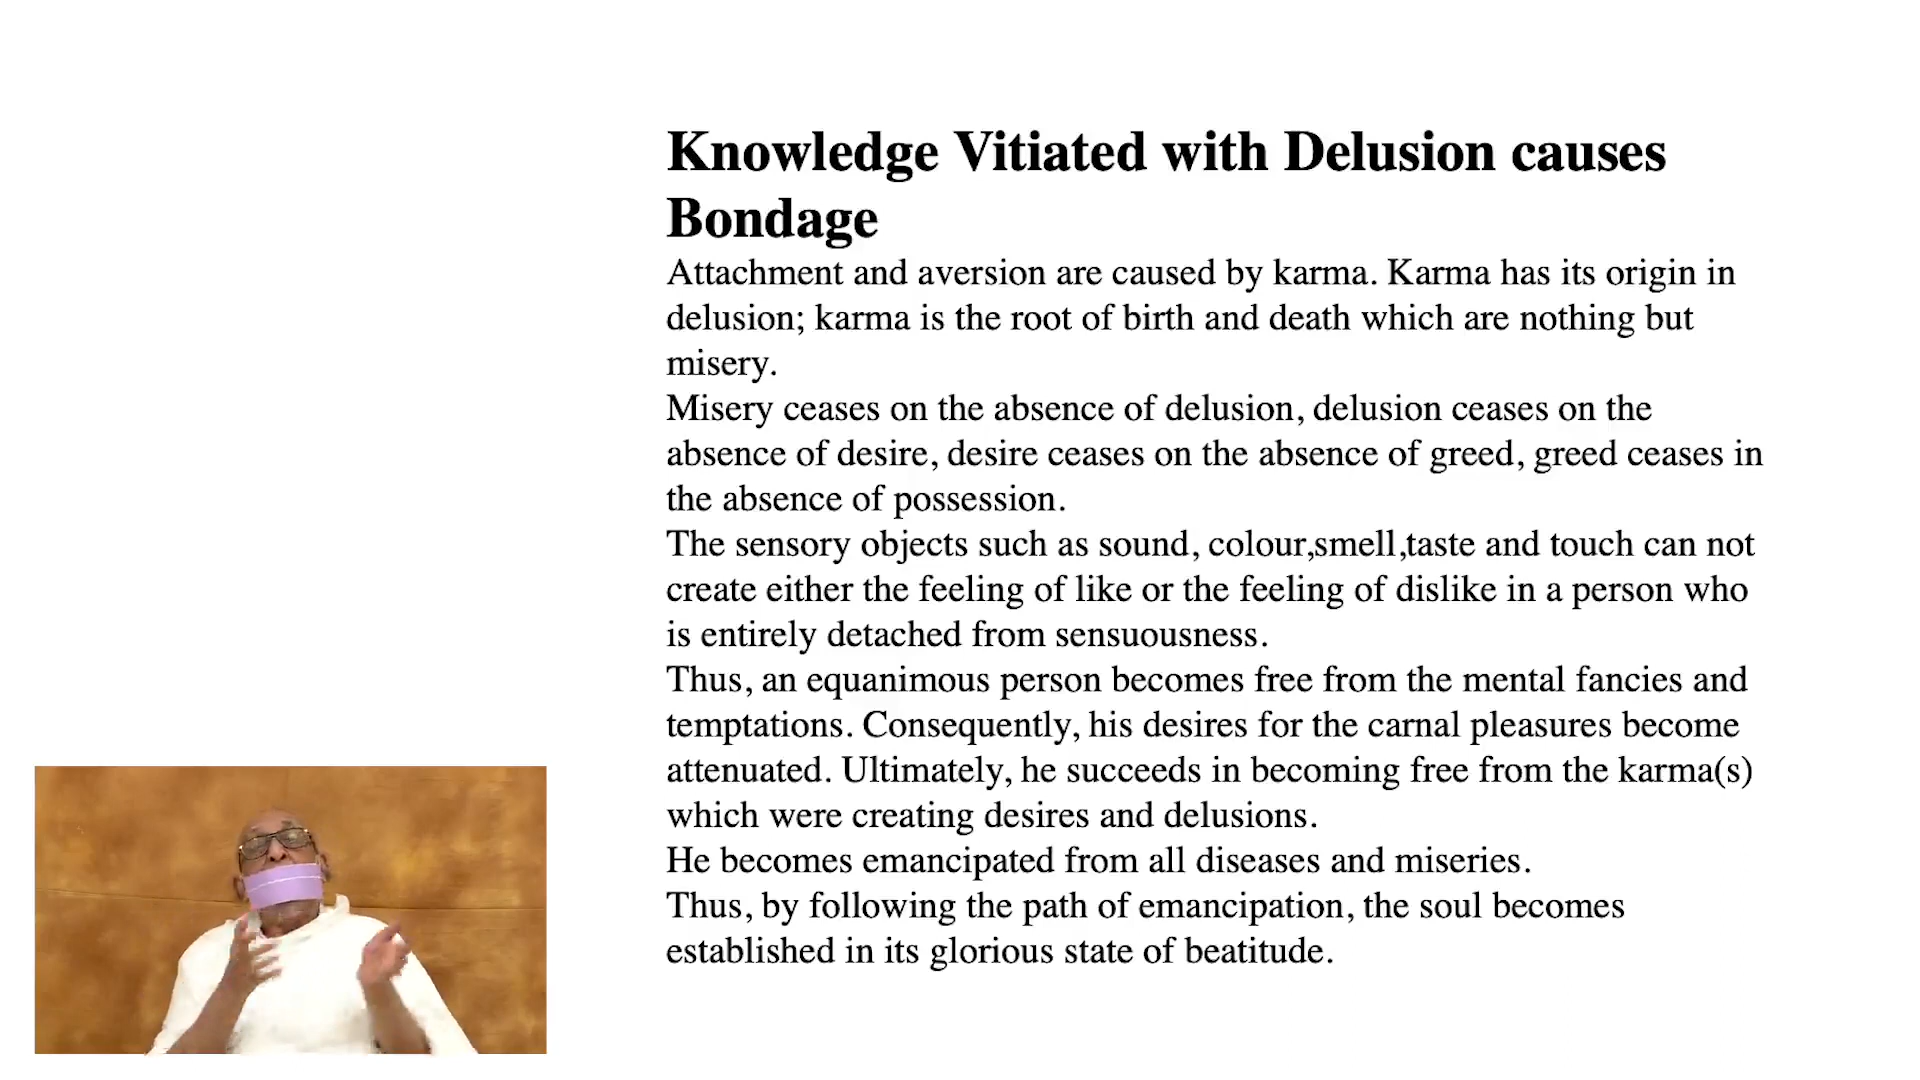 Knowledge Vitiated with Delusion causes
Bondage
Attachment and aversion are caused by karma. Karma has its origin in
delusion; karma is the root of birth and death which are nothing but
misery.
Misery ceases on the absence of delusion, delusion ceases on the
absence of desire, desire ceases on the absence of greed, greed ceases in
the absence of possession.
The sensory objects such as sound, colour,smell,taste and touch can not
create either the feeling of like or the feeling of dislike in a person who
is entirely detached from sensuousness.
Thus, an equanimous person becomes free from the mental fancies and
temptations. Consequently, his desires for the carnal pleasures become
attenuated. Ultimately, he succeeds in becoming free from the karma(s)
which were creating desires and delusions.
He becomes emancipated from all diseases and miseries.
Thus, by following the path of emancipation, the soul becomes
established in its glorious state of beatitude.